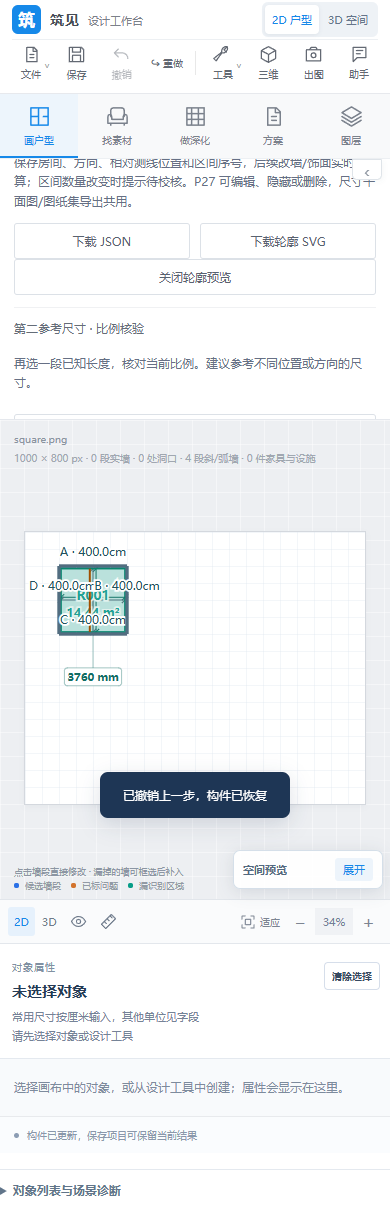 筑 筑见 设计工作台 2D 户型 3D 空间
文件 保存 撤销 重做 工具 三维 出图 助手
画户型 找素材 做深化 方案 图层
保存房间、方向、相对测线位置和区间序号，后续改墙/饰面实时
算；区间数量改变时提示待校核。P27 可编辑、隐藏或删除，尺寸平
面图/图纸集导出共用。
下载 JSON 下载轮廓 SVG
关闭轮廓预览
第二参考尺寸 · 比例核验
再选一段已知长度，核对当前比例。建议参考不同位置或方向的尺
寸。
square.png
1000 × 800 px · 0 段实墙 · 0 处洞口 · 4 段斜/弧墙 · 0 件家具与设施
A · 400.0cm
D · 400.0cm B · 400.0cm
R001
C · 400.0cm
3760 mm
已撤销上一步，构件已恢复
点击墙段直接修改 · 漏掉的墙可框选后补入
候选墙段 已标问题 漏识别区域
空间预览 展开
2D 3D 适应 − 34% +
对象属性
未选择对象
清除选择
常用尺寸按厘米输入，其他单位见字段
请先选择对象或设计工具
选择画布中的对象，或从设计工具中创建；属性会显示在这里。
构件已更新，保存项目可保留当前结果
对象列表与场景诊断